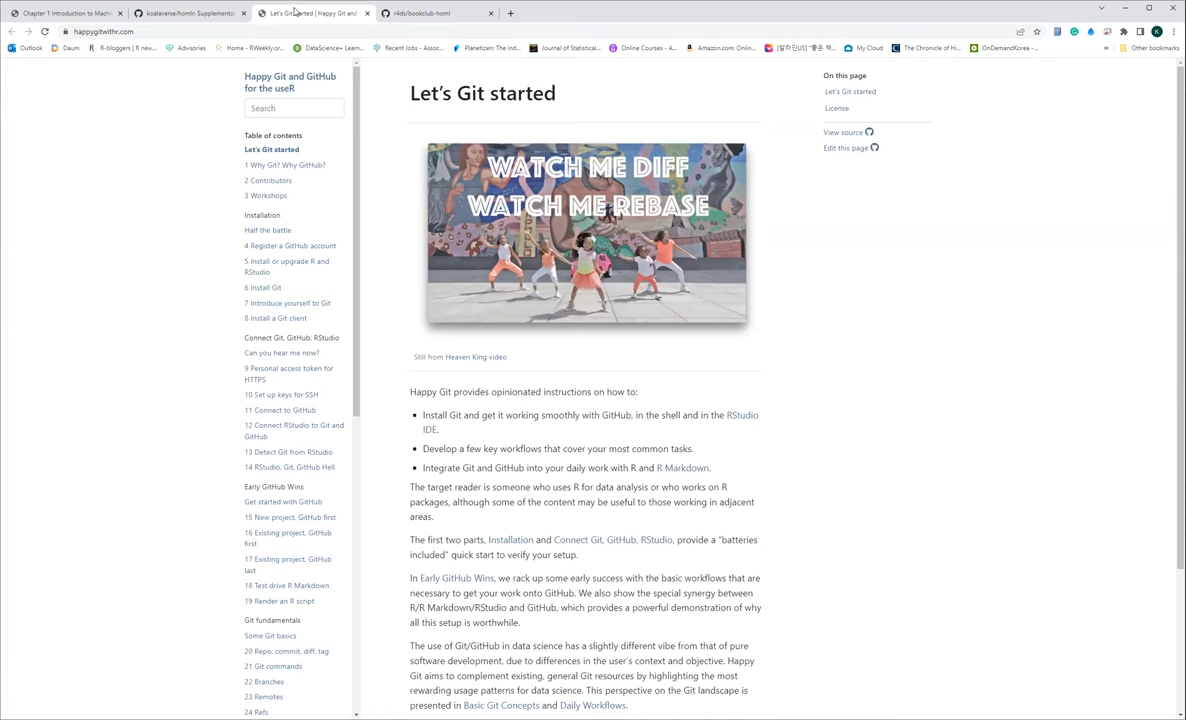 Chapter 1 Introduction to Machi
koalaverse/homlr: Supplementa
Let's Git started | Happy Git and
r4ds/bookclub-homl
happygitwithr.com
Outlook
Daum
R-bloggers | R new...
Advisories
Home - RWeekly.or...
DataScience+ Learn...
Recent Jobs - Assoc...
Planetizen: The ind...
Journal of Statistical...
Online Courses - A...
Amazon.com: Onlin...
[알라딘US] "좋은 책...
My Cloud
The Chronicle of Hi...
OnDemandKorea -...
Other bookmarks
Happy Git and GitHub
for the useR
Search
Table of contents
Let's Git started
1 Why Git? Why GitHub?
2 Contributors
3 Workshops
Installation
Half the battle
4 Register a GitHub account
5 Install or upgrade R and
RStudio
6 Install Git
7 Introduce yourself to Git
8 Install a Git client
Connect Git, GitHub, RStudio
Can you hear me now?
9 Personal access token for
HTTPS
10 Set up keys for SSH
11 Connect to GitHub
12 Connect RStudio to Git and
GitHub
13 Detect Git from RStudio
14 RStudio, Git, GitHub Hell
Early GitHub Wins
Get started with GitHub
15 New project, GitHub first
16 Existing project, GitHub
first
17 Existing project, GitHub
last
18 Test drive R Markdown
19 Render an R script
Git fundamentals
Some Git basics
20 Repo, commit, diff, tag
21 Git commands
22 Branches
23 Remotes
24 Refs
Let's Git started
WATCH ME DIFF
WATCH ME REBASE
Still from Heaven King video
Happy Git provides opinionated instructions on how to:
Install Git and get it working smoothly with GitHub, in the shell and in the RStudio
IDE.
Develop a few key workflows that cover your most common tasks.
Integrate Git and GitHub into your daily work with R and R Markdown.
The target reader is someone who uses R for data analysis or who works on R
packages, although some of the content may be useful to those working in adjacent
areas.
The first two parts, Installation and Connect Git, GitHub, RStudio, provide a "batteries
included" quick start to verify your setup.
In Early GitHub Wins, we rack up some early success with the basic workflows that are
necessary to get your work onto GitHub. We also show the special synergy between
R/R Markdown/RStudio and GitHub, which provides a powerful demonstration of why
all this setup is worthwhile.
The use of Git/GitHub in data science has a slightly different vibe from that of pure
software development, due to differences in the user's context and objective. Happy
Git aims to complement existing, general Git resources by highlighting the most
rewarding usage patterns for data science. This perspective on the Git landscape is
presented in Basic Git Concepts and Daily Workflows.
On this page
Let's Git started
License
View source
Edit this page